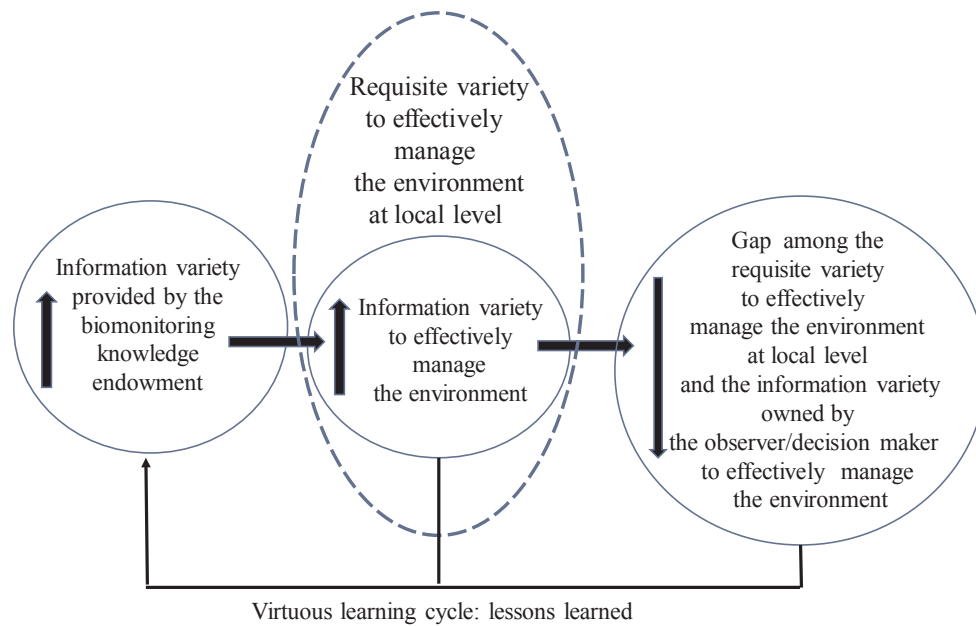 Requisite variety
to effectively
manage
the environment
at local level
Information variety
provided by the
biomonitoring
knowledge
endowment
Information variety
to effectively
manage
the environment
Gap among the
requisite variety
to effectively
manage the environment
at local level
and the information variety
owned by
the observer/decision maker
to effectively manage
the environment
Virtuous learning cycle: lessons learned